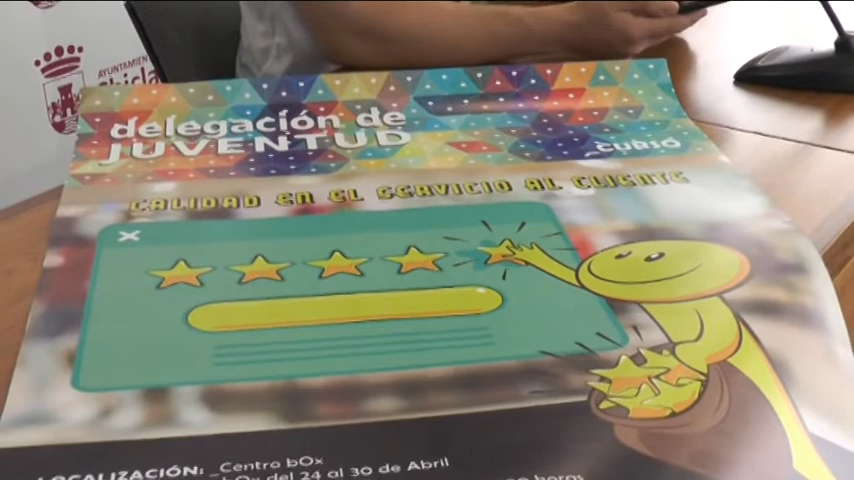 delegación de
JUVENTUD
CURSO
CALIDAD EN EL SERVICIO AL CLIENTE
LOCALIZACIÓN: Centro bOx
bOx del 24 al 30 de Abril
horas